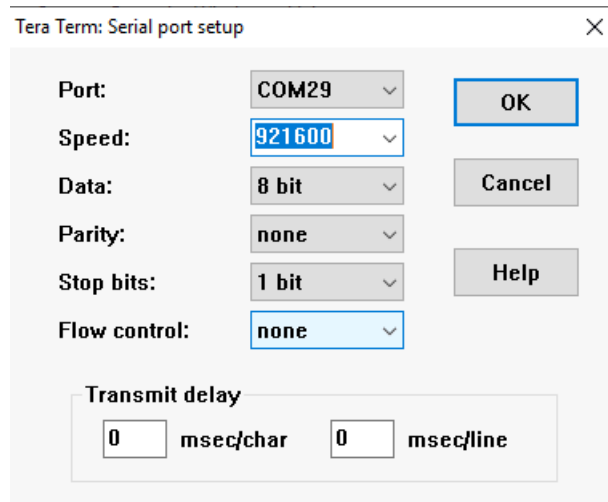 Tera Term: Serial port setup
Port: COM29 OK
Speed: 921600
Data: 8 bit Cancel
Parity: none
Stop bits: 1 bit Help
Flow control: none
Transmit delay
0 msec/char 0 msec/line